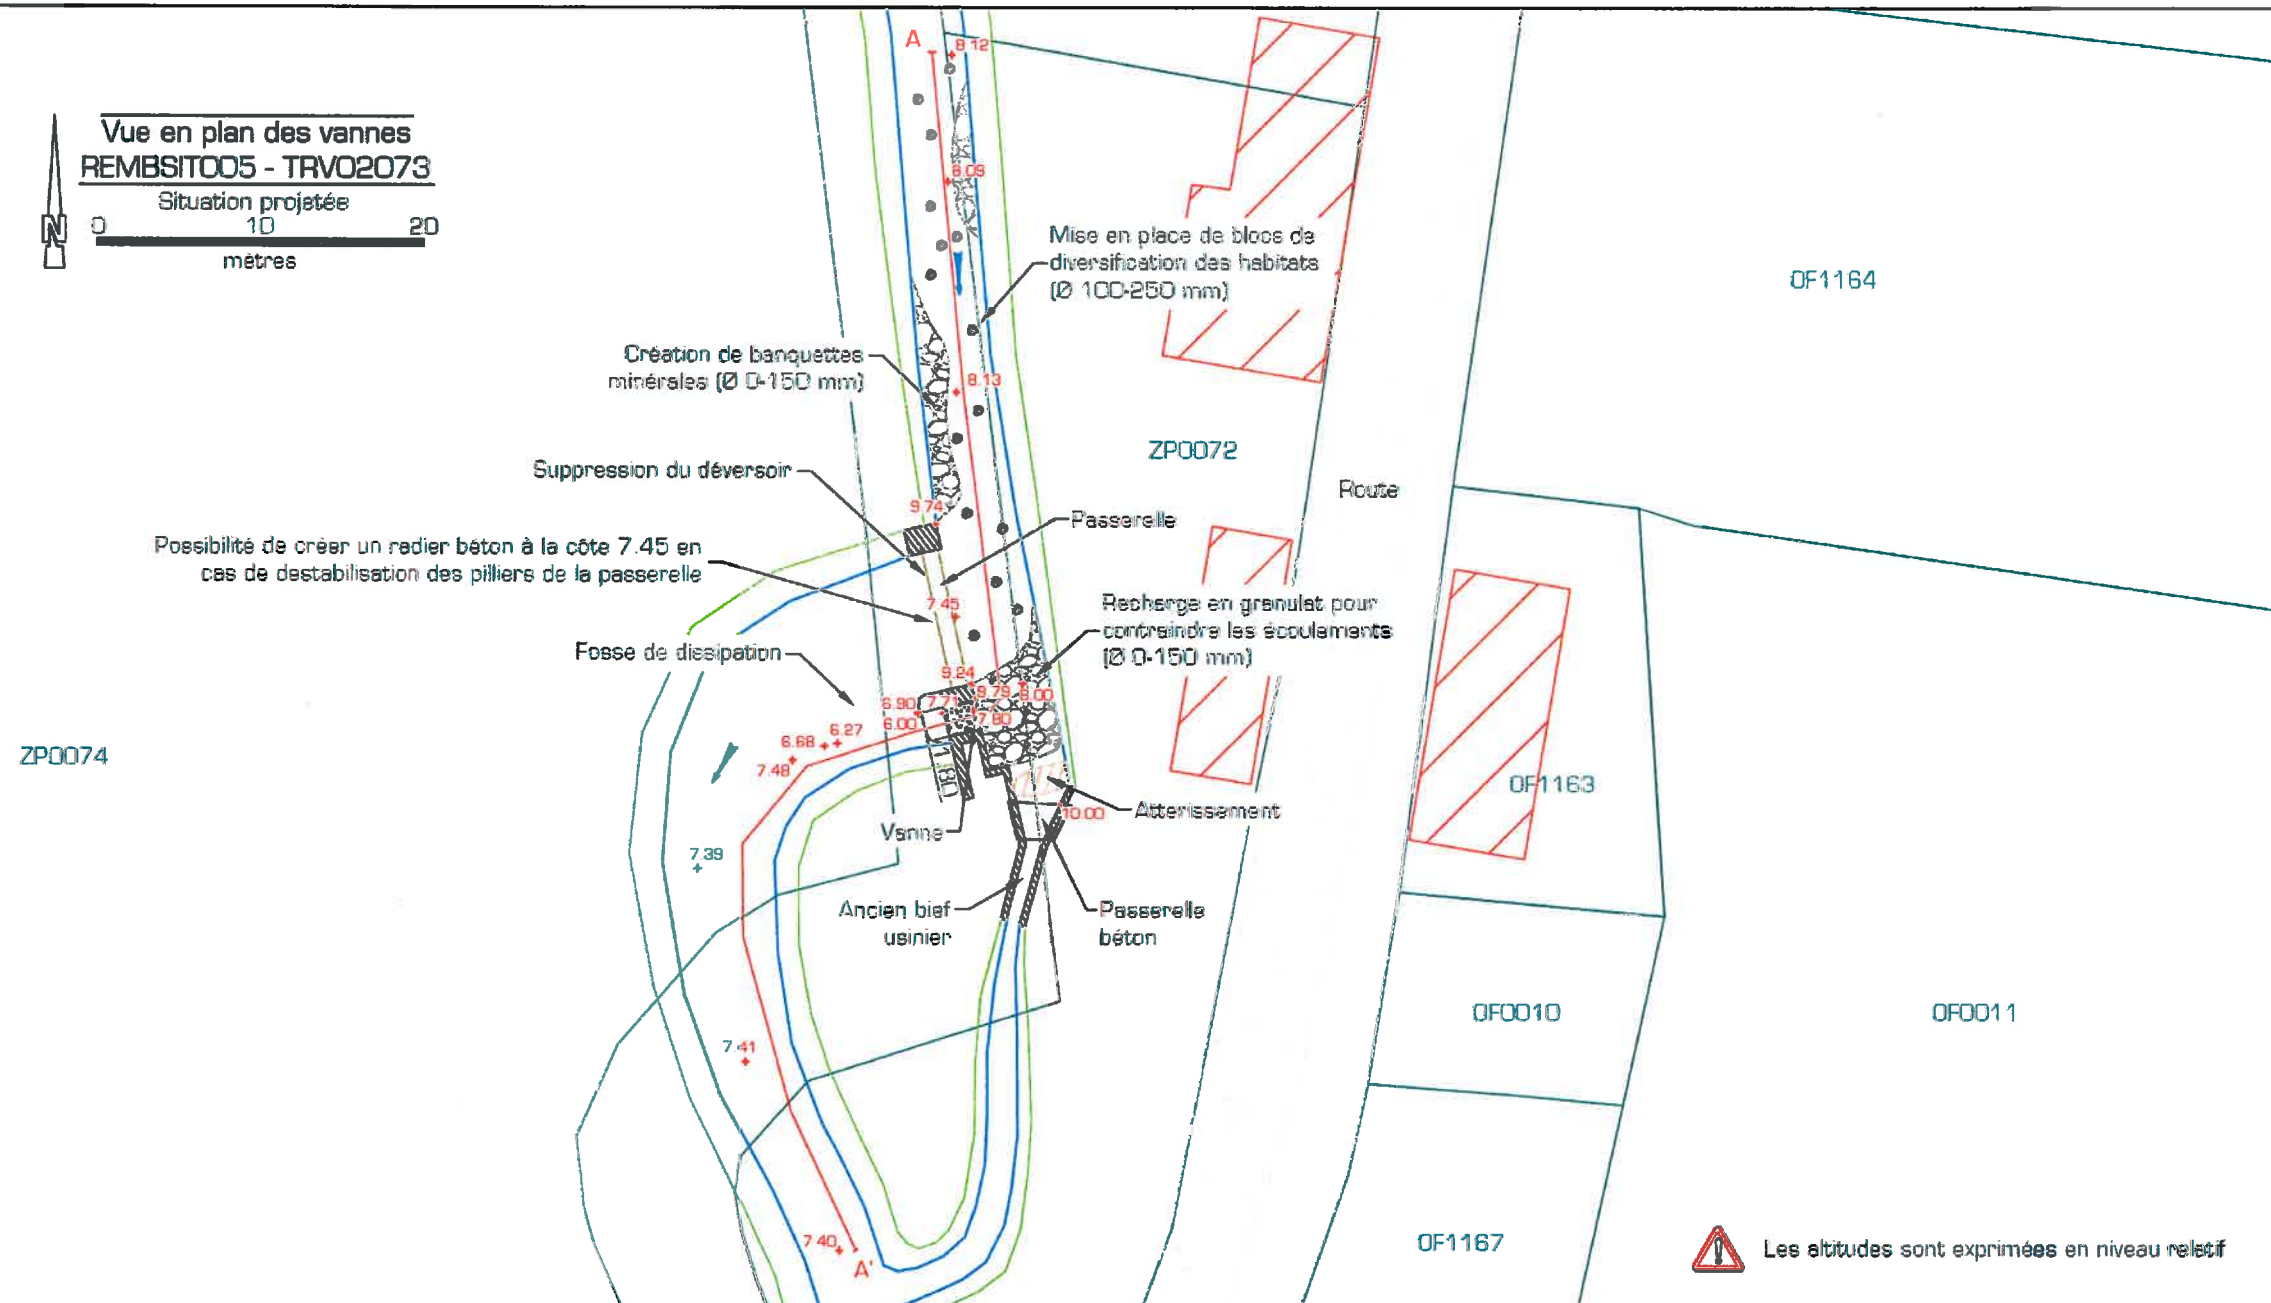 Vue en plan des vannes
REMBSIT005 - TRV02073
Situation projetée
0 10 20
mètres
N
A
8.12
8.09
Mise en place de blocs de
diversification des habitats
(Ø 100-250 mm)
0F1164
Création de banquettes
minérales (Ø 0-150 mm)
8.13
ZP0072
Suppression du déversoir
Route
9.74
Passerelle
Possibilité de créer un radier béton à la côte 7.45 en
cas de destabilisation des pilliers de la passerelle
7.45
Recharge en granulat pour
contraindre les écoulements
(Ø 0-150 mm)
Fosse de dissipation
9.24
9.79
8.00
6.90
7.71
7.80
6.00
6.27
6.68
7.48
ZP0074
0F1163
Atterissement
10.00
Vanne
7.39
Ancien bief
usinier
Passerelle
béton
0F0010
0F0011
7.41
7.40
A'
0F1167
Les altitudes sont exprimées en niveau relatif